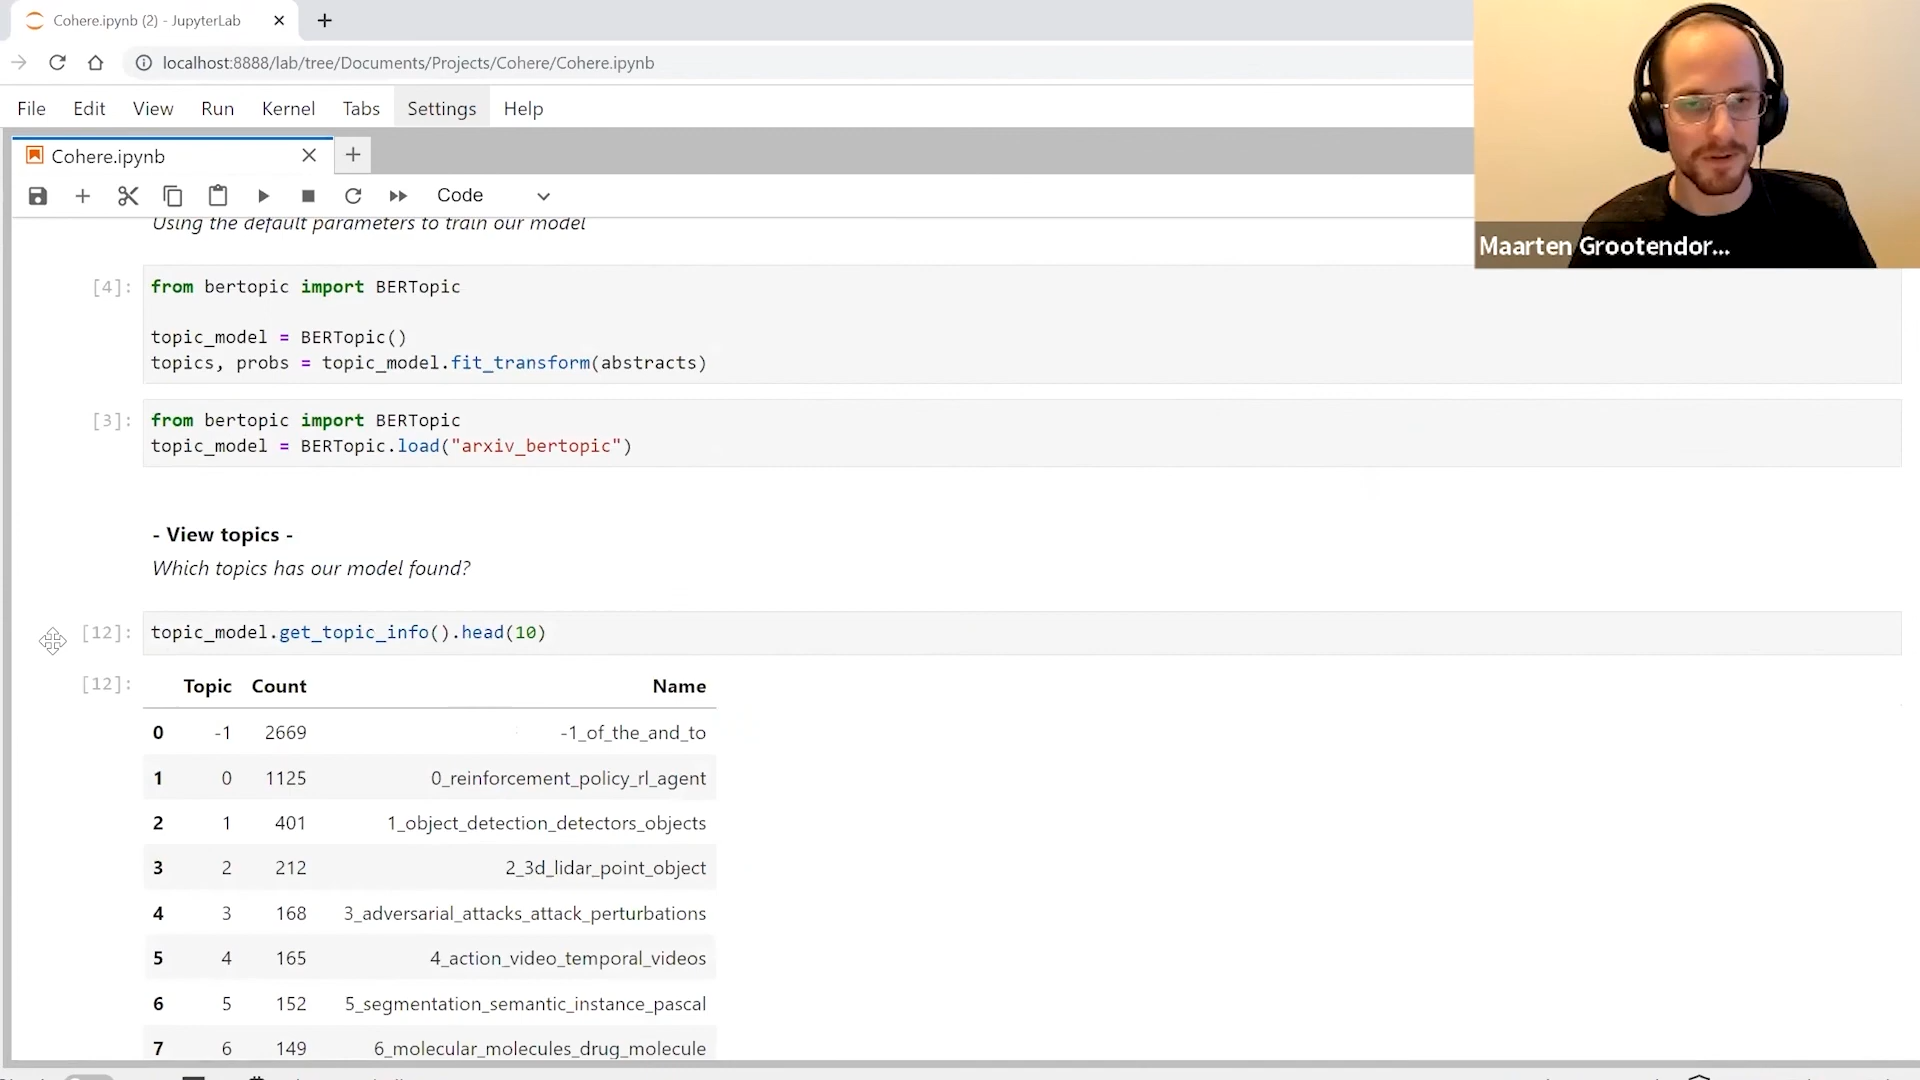 Cohere.ipynb (2) - JupyterLab
localhost:8888/lab/tree/Documents/Projects/Cohere/Cohere.ipynb
File Edit View Run Kernel Tabs Settings Help
Cohere.ipynb
Code
Maarten Grootendor...
Using the default parameters to train our model
[4]: from bertopic import BERTopic
topic_model = BERTopic()
topics, probs = topic_model.fit_transform(abstracts)
[3]: from bertopic import BERTopic
topic_model = BERTopic.load("arxiv_bertopic")
- View topics -
Which topics has our model found?
[12]: topic_model.get_topic_info().head(10)
[12]: Topic Count Name
0 -1 2669 -1_of_the_and_to
1 0 1125 0_reinforcement_policy_rl_agent
2 1 401 1_object_detection_detectors_objects
3 2 212 2_3d_lidar_point_object
4 3 168 3_adversarial_attacks_attack_perturbations
5 4 165 4_action_video_temporal_videos
6 5 152 5_segmentation_semantic_instance_pascal
7 6 149 6_molecular_molecules_drug_molecule